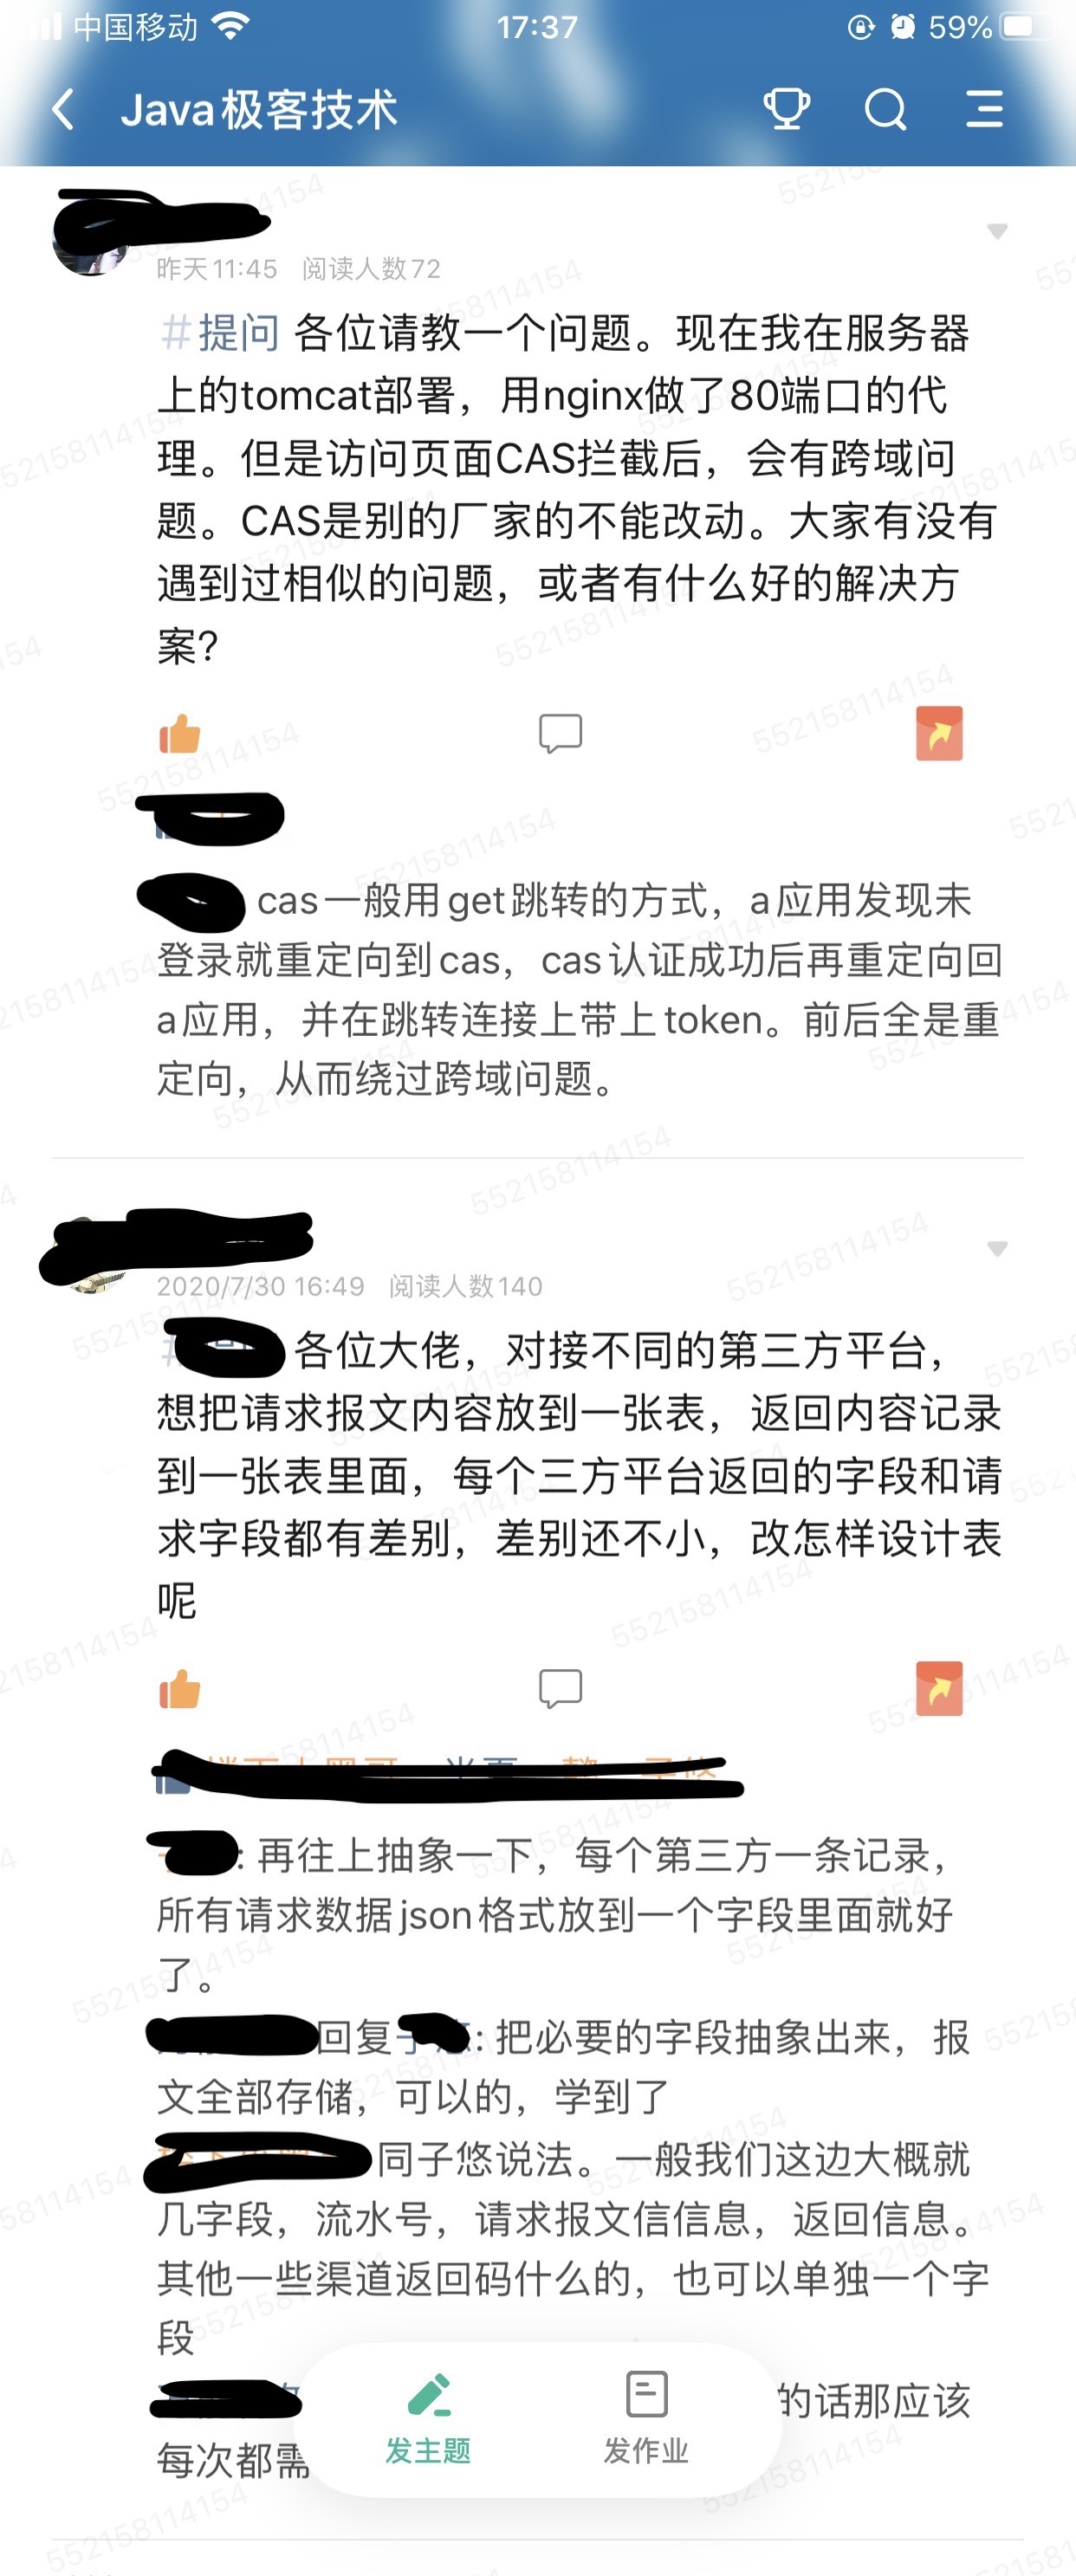 中国移动 17:37 59%
Java极客技术
昨天11:45 阅读人数72
#提问 各位请教一个问题。现在我在服务器
上的tomcat部署，用nginx做了80端口的代
理。但是访问页面CAS拦截后，会有跨域问
题。CAS是别的厂家的不能改动。大家有没有
遇到过相似的问题，或者有什么好的解决方
案?
cas一般用get跳转的方式，a应用发现未
登录就重定向到cas，cas认证成功后再重定向回
a应用，并在跳转连接上带上token。前后全是重
定向，从而绕过跨域问题。
2020/7/30 16:49 阅读人数140
# 各位大佬，对接不同的第三方平台，
想把请求报文内容放到一张表，返回内容记录
到一张表里面，每个三方平台返回的字段和请
求字段都有差别，差别还不小，改怎样设计表
呢
: 再往上抽象一下，每个第三方一条记录，
所有请求数据json格式放到一个字段里面就好
了。
回复 : 把必要的字段抽象出来，报
文全部存储，可以的，学到了
同子悠说法。一般我们这边大概就
几字段，流水号，请求报文信信息，返回信息。
其他一些渠道返回码什么的，也可以单独一个字
段
的话那应该
每次都需
发主题 发作业
552158114154